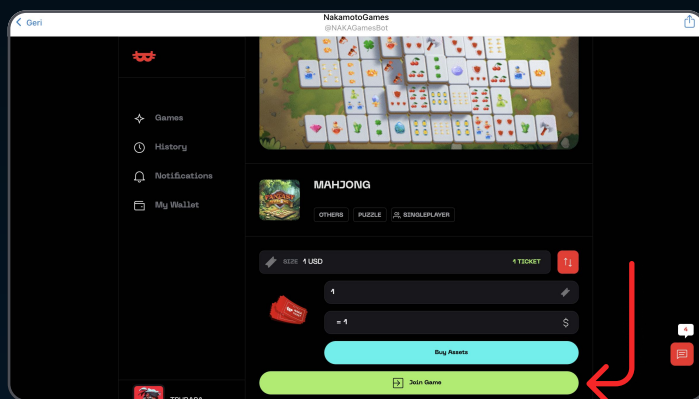 Geri
NakamotoGames
@NAKAGamesBot
Games
History
Notifications
My Wallet
MAHJONG
OTHERS
PUZZLE
SINGLEPLAYER
SIZE 1 USD
1 TICKET
1
= 1
$
Buy Assets
Join Game
4